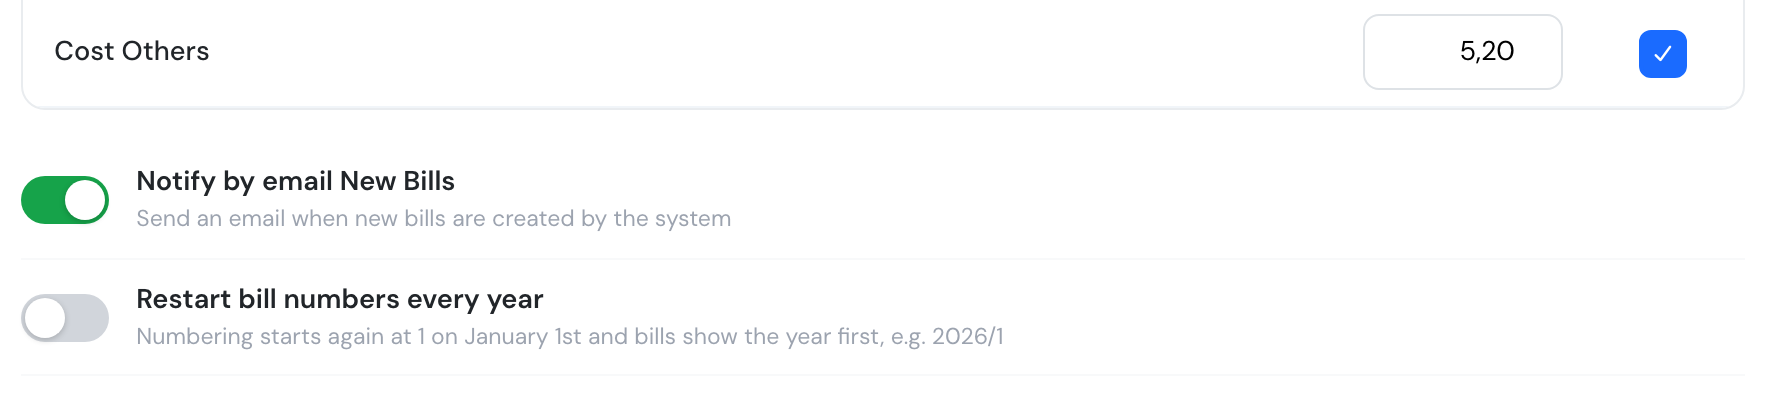 Cost Others 5,20
Notify by email New Bills
Send an email when new bills are created by the system
Restart bill numbers every year
Numbering starts again at 1 on January 1st and bills show the year first, e.g. 2026/1